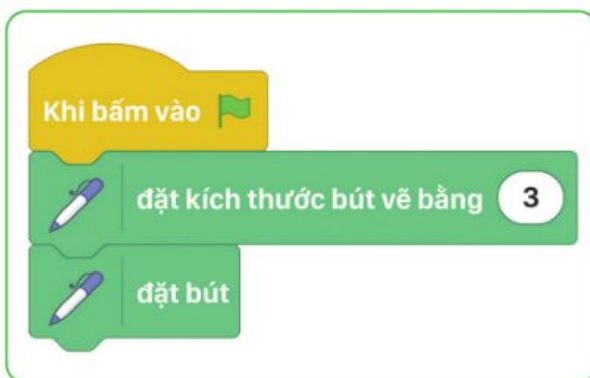 Khi bấm vào
đặt kích thước bút vẽ bằng 3
đặt bút